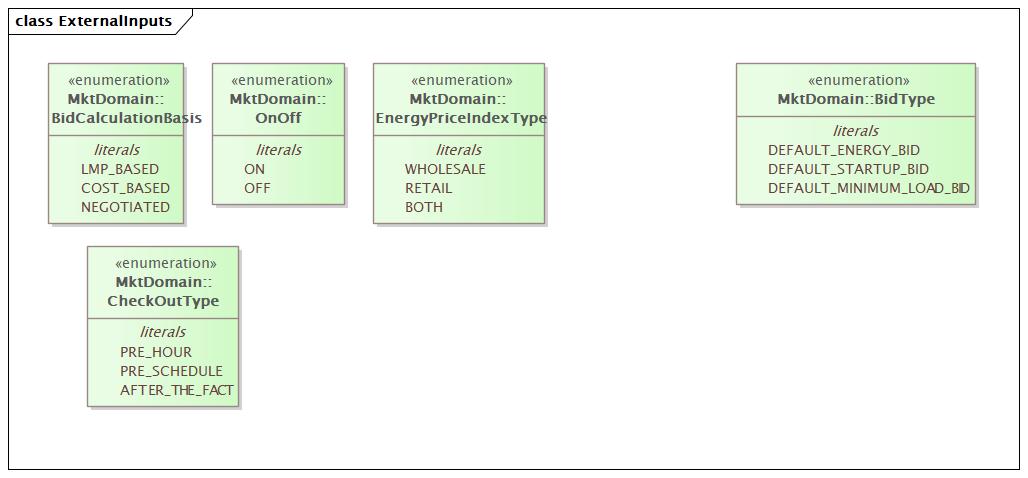 class ExternalInputs
«enumeration»
MktDomain::
BidCalculationBasis
literals
LMP_BASED
COST_BASED
NEGOTIATED
«enumeration»
MktDomain::
OnOff
literals
ON
OFF
«enumeration»
MktDomain::
EnergyPriceIndexType
literals
WHOLESALE
RETAIL
BOTH
«enumeration»
MktDomain::BidType
literals
DEFAULT_ENERGY_BID
DEFAULT_STARTUP_BID
DEFAULT_MINIMUM_LOAD_BID
«enumeration»
MktDomain::
CheckOutType
literals
PRE_HOUR
PRE_SCHEDULE
AFTER_THE_FACT